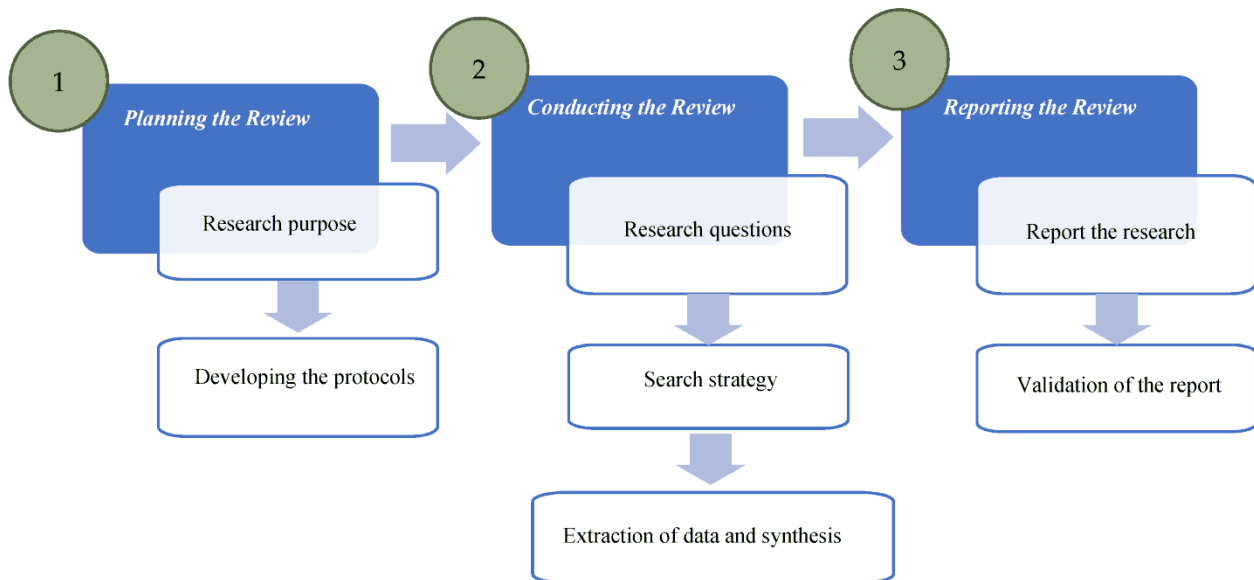 1
Planning the Review
Research purpose
Developing the protocols
2
Conducting the Review
Research questions
Search strategy
Extraction of data and synthesis
3
Reporting the Review
Report the research
Validation of the report